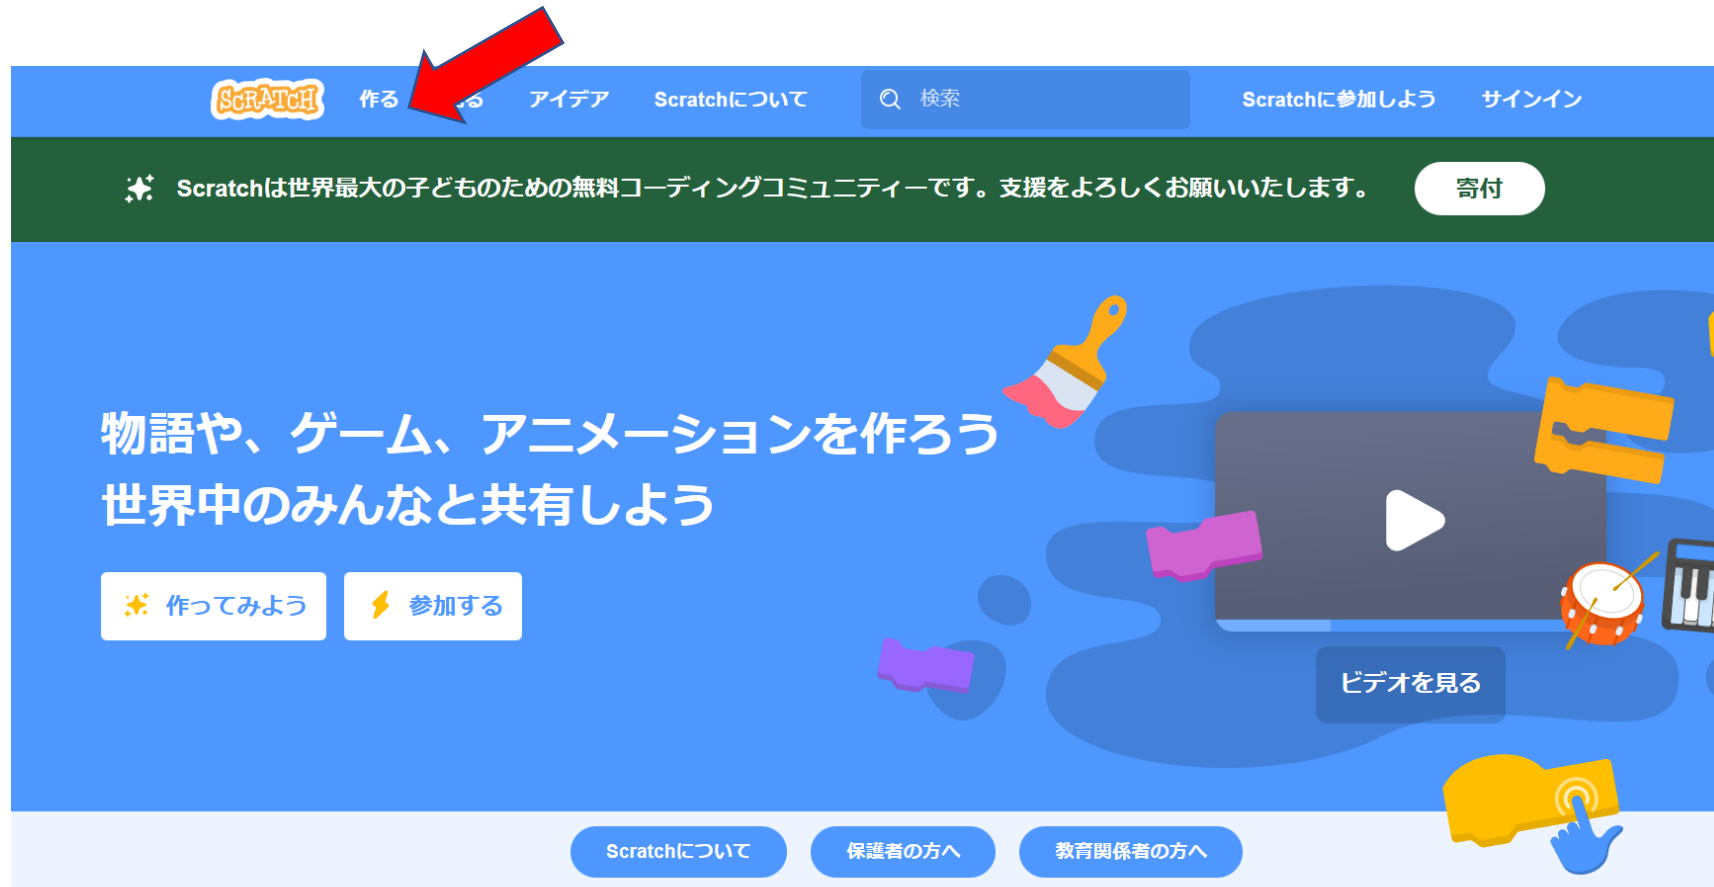 SCRATCH 作る る アイデア Scratchについて 検索 Scratchに参加しよう サインイン
Scratchは世界最大の子どものための無料コーディングコミュニティーです。支援をよろしくお願いいたします。 寄付
物語や、ゲーム、アニメーションを作ろう
世界中のみんなと共有しよう
作ってみよう 参加する
ビデオを見る
Scratchについて 保護者の方へ 教育関係者の方へ